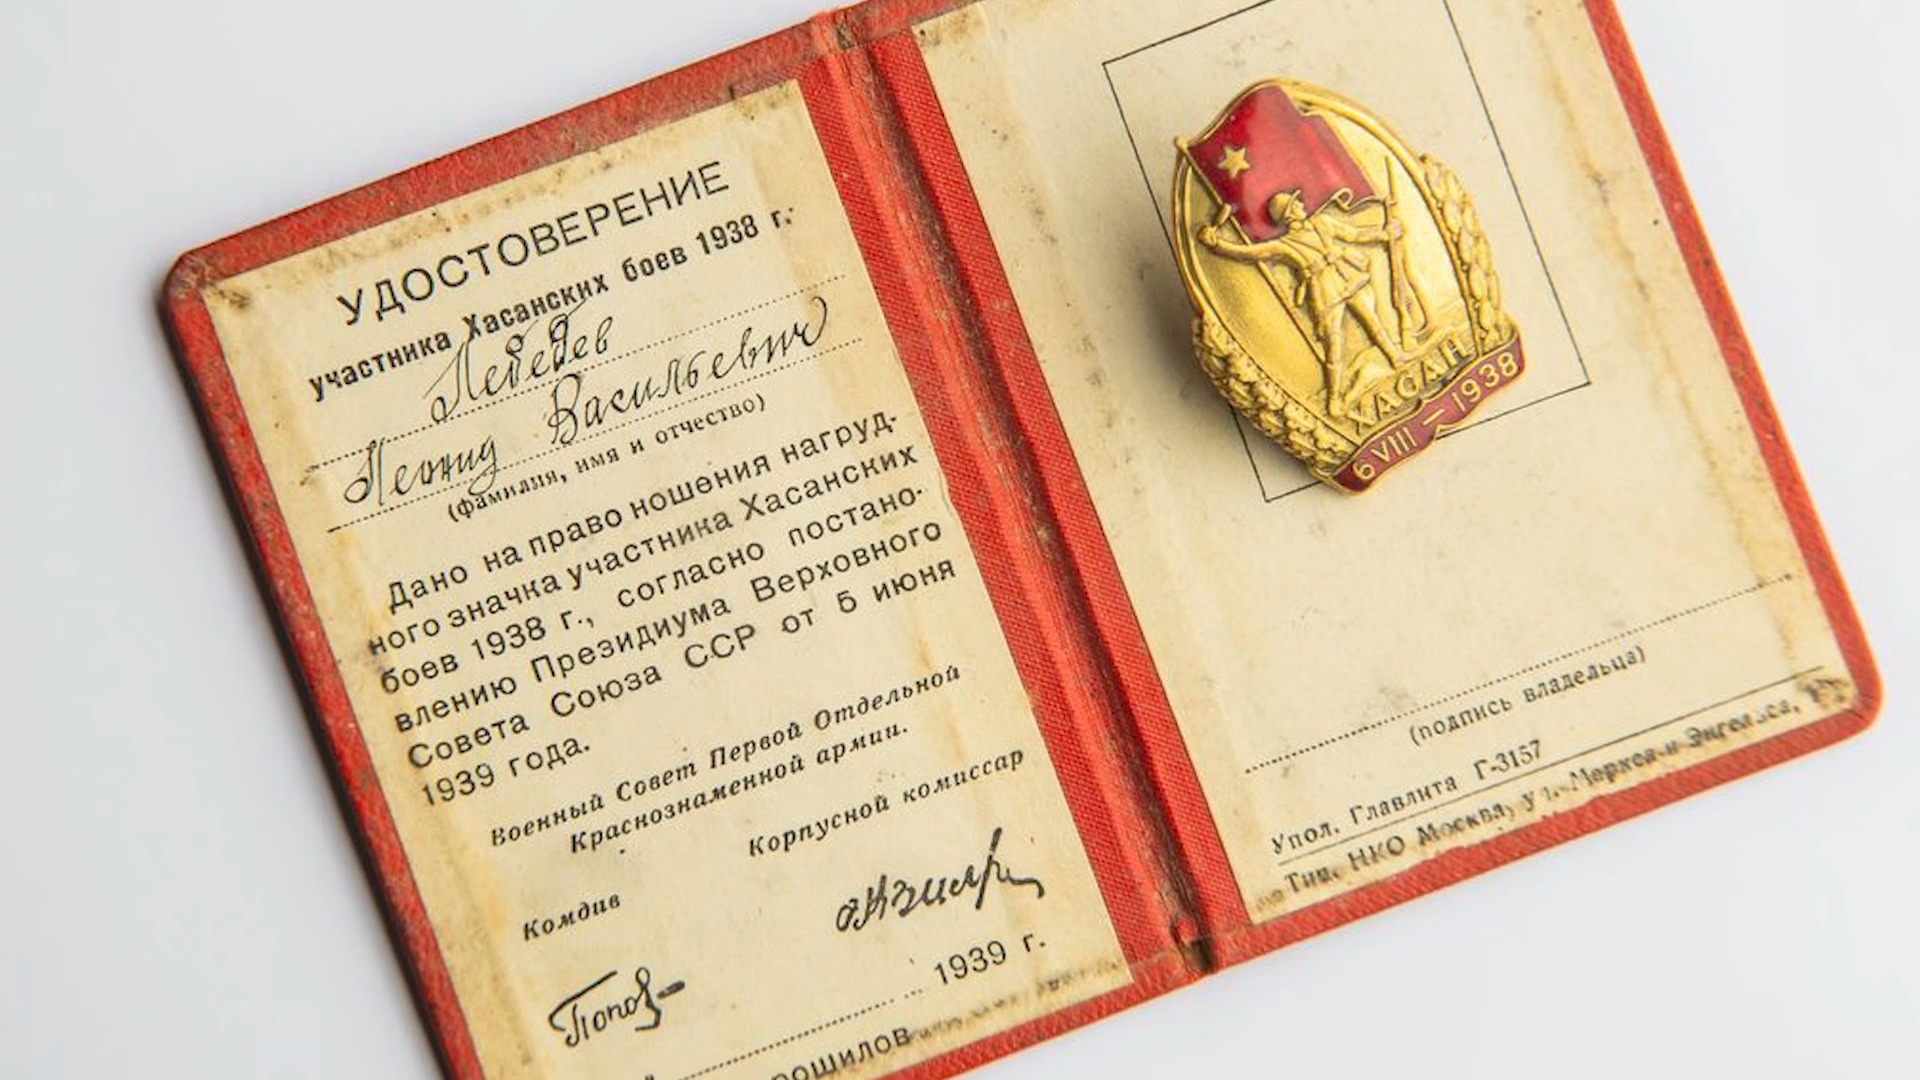 УДОСТОВЕРЕНИЕ
участника Хасанских боев 1938 г.
Лебедев
Леонид Васильевич
(фамилия, имя и отчество)
Дано на право ношения нагруд-
ного значка участника Хасанских
боев 1938 г., согласно постано-
влению Президиума Верховного
Совета Союза ССР от 5 июня
1939 года.
Военный Совет Первой Отдельной
Краснознаменной армии.
Корпусной комиссар
Комдив
Попов
1939 г.
рошилов
ХАСАН
6 VIII — 1938
(подпись владельца)
Упол. Главлита Г-3157
Тип. НКО Москва, ул. Маркса и Энгельса,